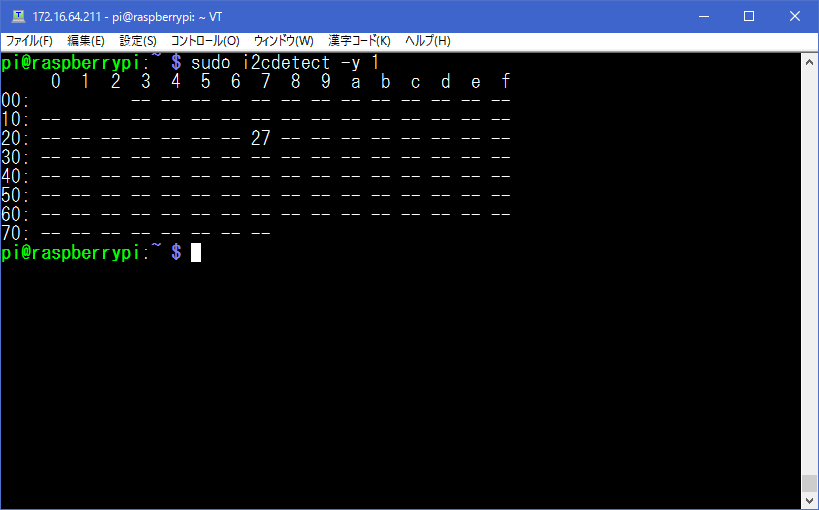 172.16.64.211 - pi@raspberrypi: ~ VT
ファイル(F) 編集(E) 設定(S) コントロール(O) ウィンドウ(W) 漢字コード(K) ヘルプ(H)
pi@raspberrypi:~ $ sudo i2cdetect -y 1
     0  1  2  3  4  5  6  7  8  9  a  b  c  d  e  f
00:          -- -- -- -- -- -- -- -- -- -- -- -- --
10: -- -- -- -- -- -- -- -- -- -- -- -- -- -- -- --
20: -- -- -- -- -- -- -- 27 -- -- -- -- -- -- -- --
30: -- -- -- -- -- -- -- -- -- -- -- -- -- -- -- --
40: -- -- -- -- -- -- -- -- -- -- -- -- -- -- -- --
50: -- -- -- -- -- -- -- -- -- -- -- -- -- -- -- --
60: -- -- -- -- -- -- -- -- -- -- -- -- -- -- -- --
70: -- -- -- -- -- -- -- --
pi@raspberrypi:~ $